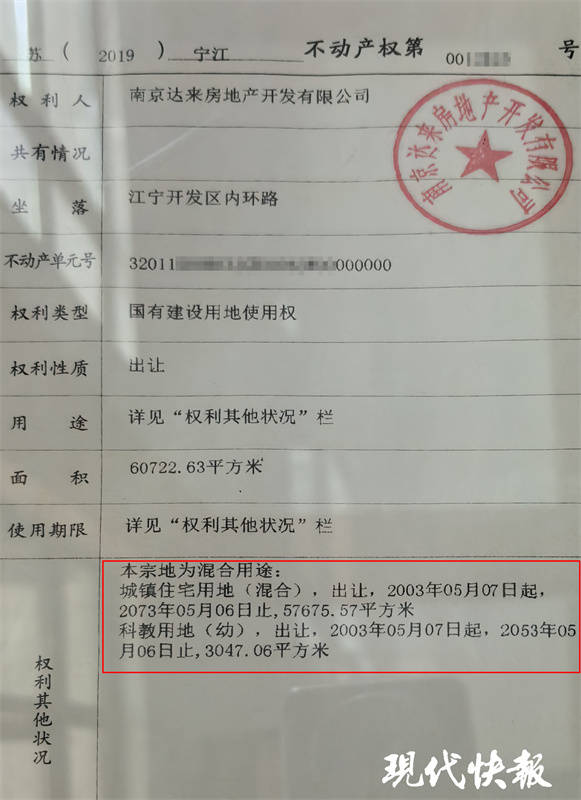 苏（2019）宁江 不动产权第 001 号
权利人 南京达来房地产开发有限公司
共有情况
坐落 江宁开发区内环路
不动产单元号 32011 000000
权利类型 国有建设用地使用权
权利性质 出让
用途 详见“权利其他状况”栏
面积 60722.63平方米
使用期限 详见“权利其他状况”栏
权利其他状况
本宗地为混合用途：
城镇住宅用地（混合），出让，2003年05月07日起，
2073年05月06日止,57675.57平方米
科教用地（幼），出让，2003年05月07日起，2053年05
月06日止,3047.06平方米
南京达来房地产开发有限公司
现代快報